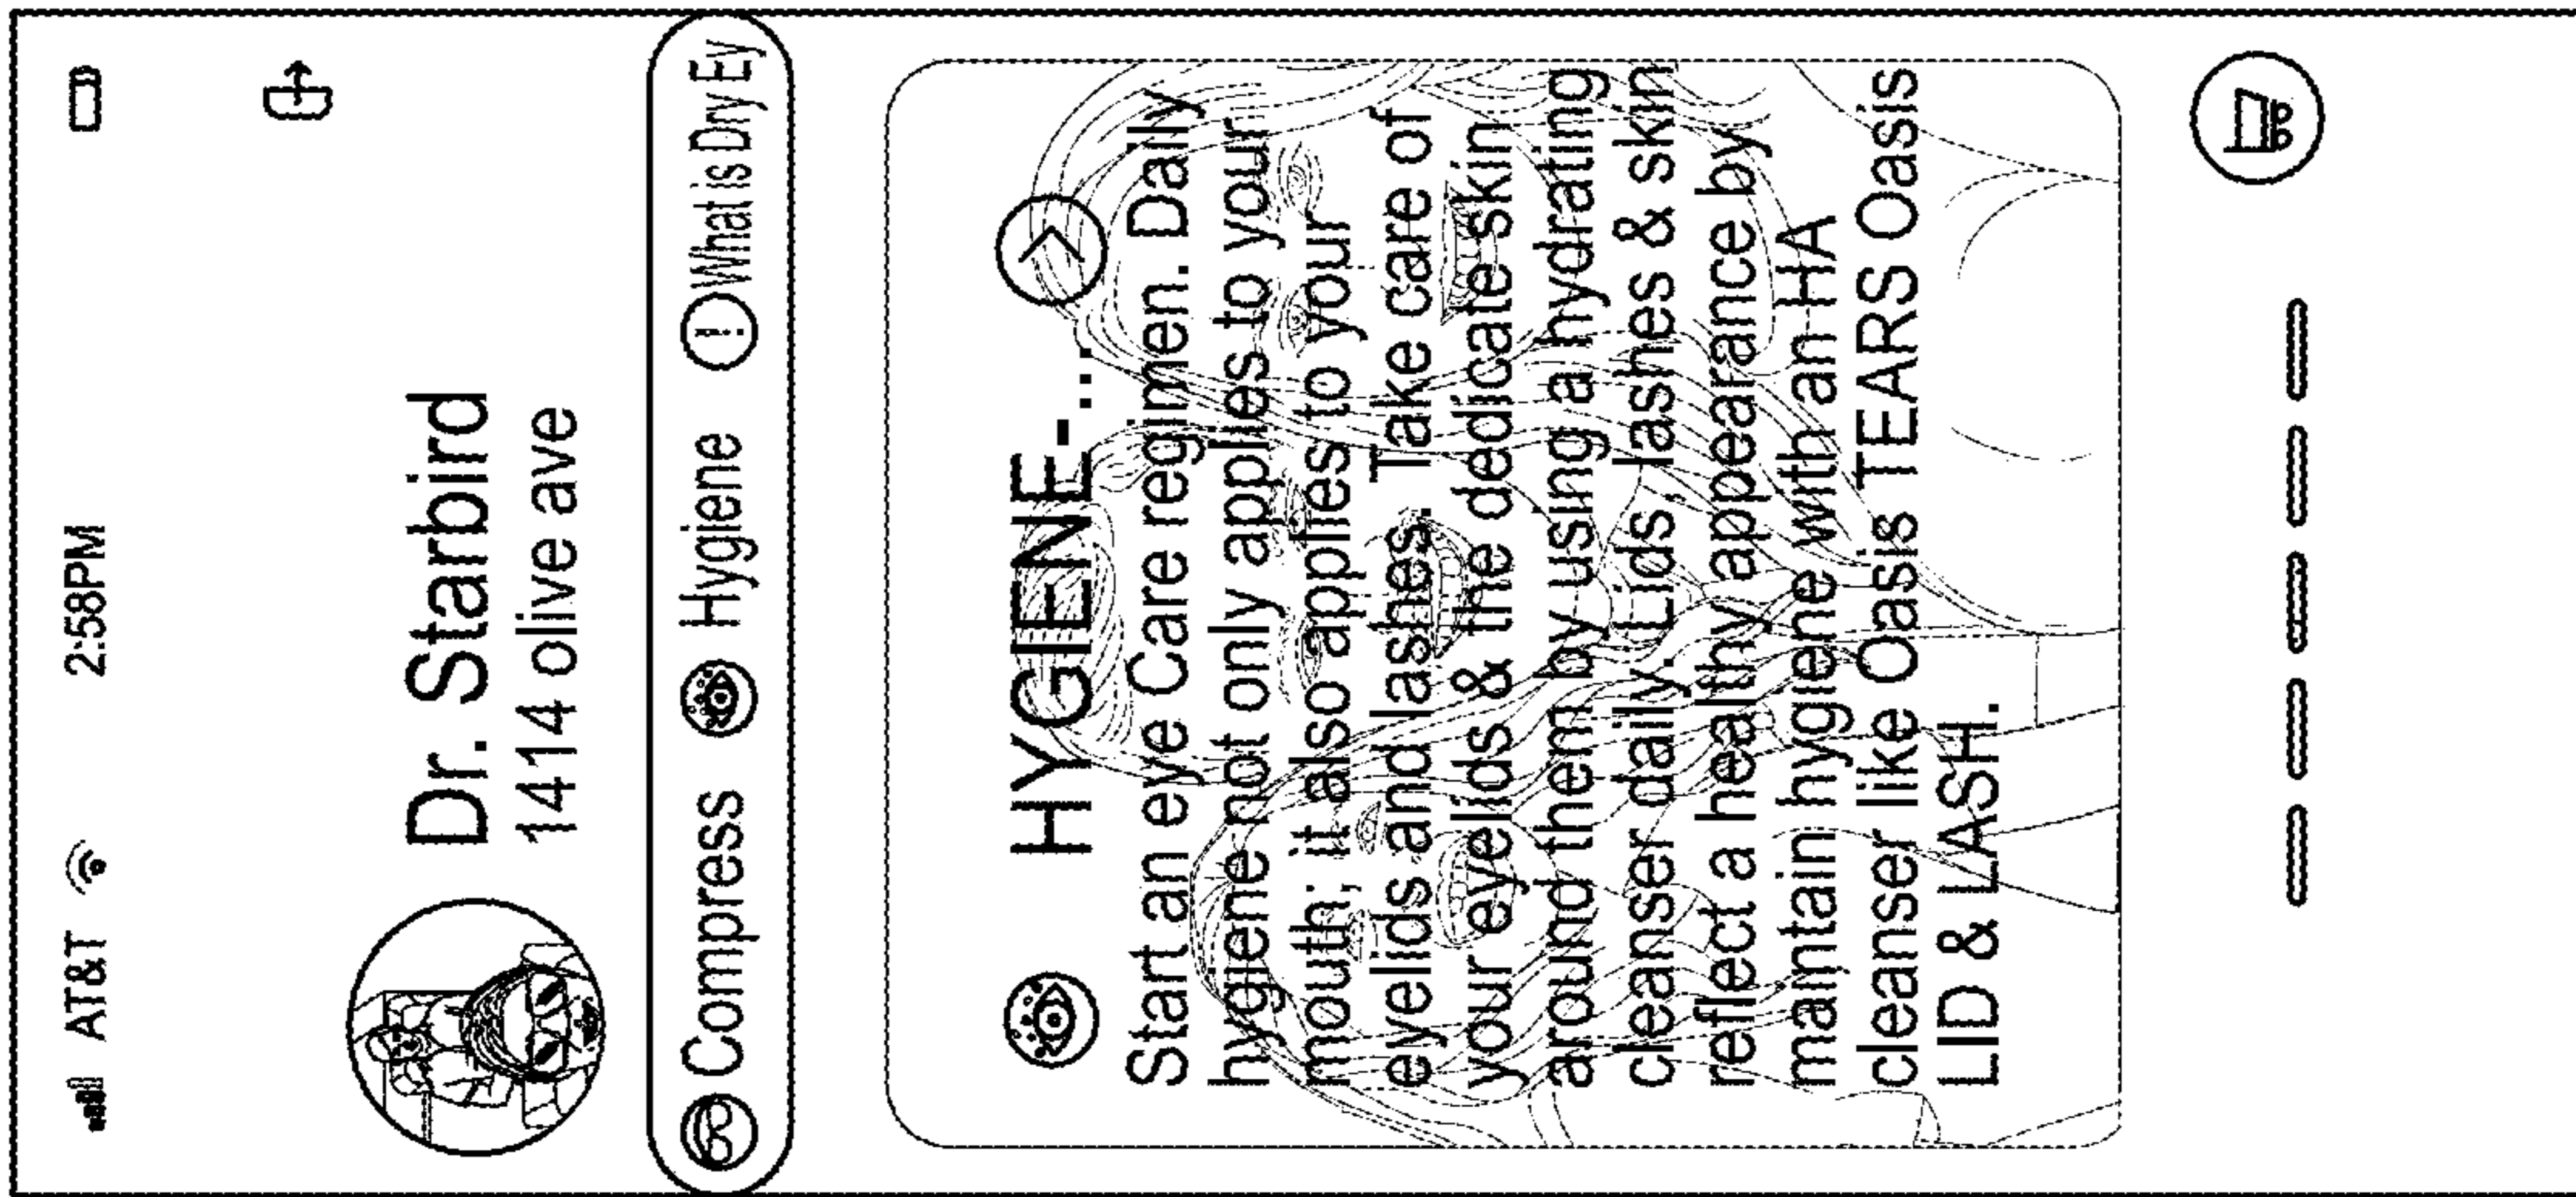 AT&T 2:58PM
Dr. Starbird
1414 olive ave
Compress Hygiene What is Dry Ey
HYGIENE-...
Start an eye Care regimen. Daily
hygiene not only applies to your
mouth; it also applies to your
eyelids and lashes. Take care of
your eyelids & the dedicate skin
around them by using a hydrating
cleanser daily. Lids, lashes & skin
reflect a healthy appearance by
maintain hygiene with an HA
cleanser like Oasis TEARS Oasis
LID & LASH.